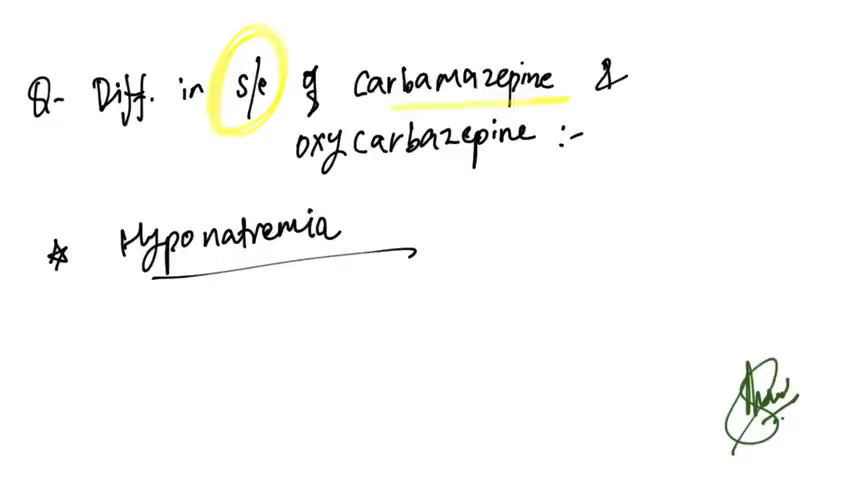 Q- Diff. in s/e of carbamazepine &
oxycarbazepine :-
☆ Hyponatremia